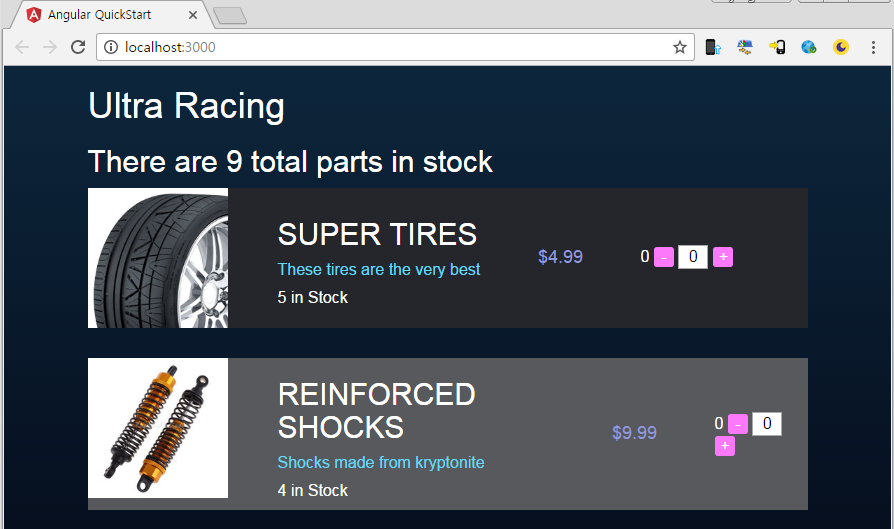 Angular QuickStart
localhost:3000
Ultra Racing
There are 9 total parts in stock
SUPER TIRES
These tires are the very best
5 in Stock
$4.99
0 - 0 +
REINFORCED
SHOCKS
Shocks made from kryptonite
4 in Stock
$9.99
0 - 0
+